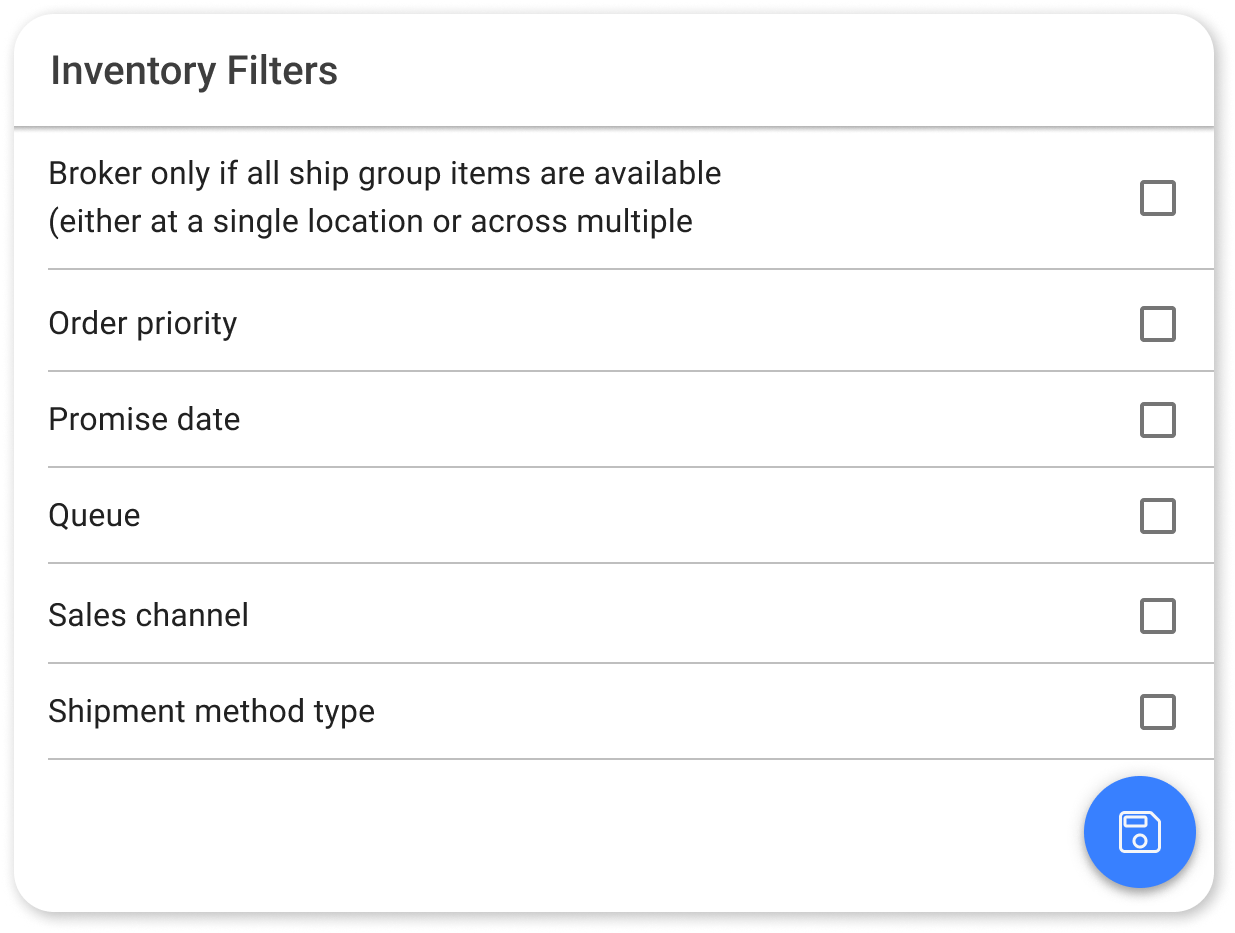 Inventory Filters
Broker only if all ship group items are available
(either at a single location or across multiple
Order priority
Promise date
Queue
Sales channel
Shipment method type